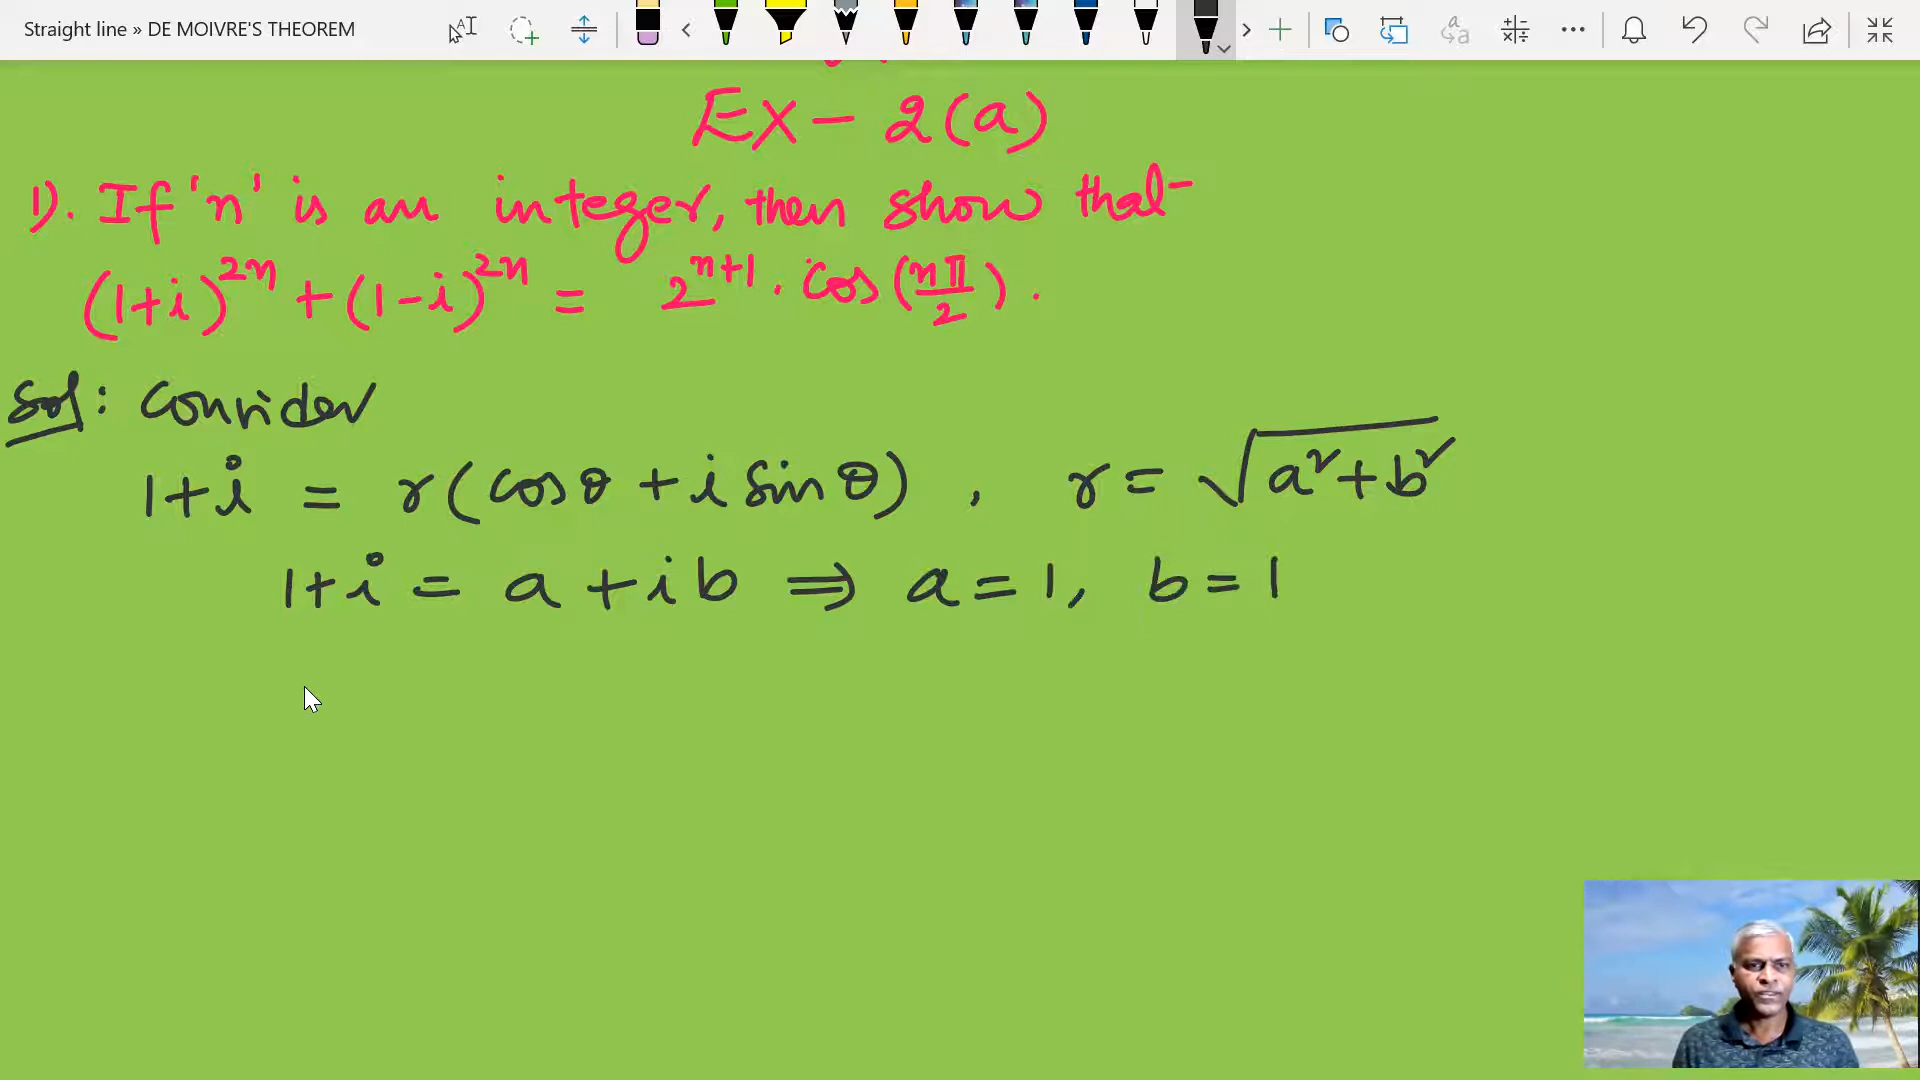 Straight line » DE MOIVRE'S THEOREM
EX - 2(a)
1). If 'n' is an integer, then show that
(1+i)^{2n} + (1-i)^{2n} = 2^{n+1} . Cos(nπ/2) .
Sol: Consider
1+i = r(cosθ + i sinθ) , r = √(a²+b²)
1+i = a + i b ⇒ a = 1, b = 1